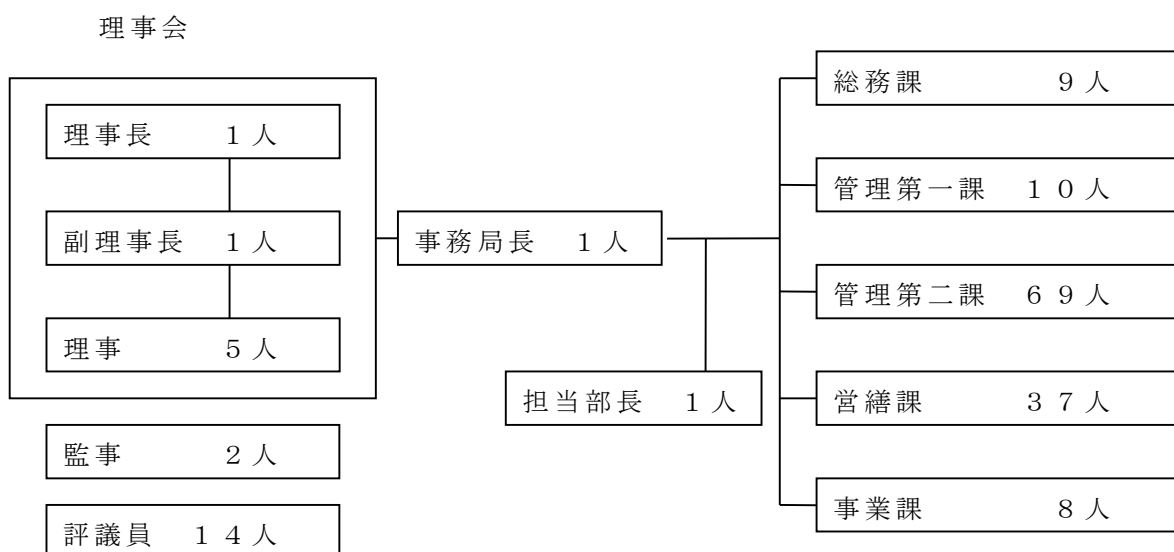 理事会
理事長 1人
副理事長 1人
理事 5人
監事 2人
評議員 14人
事務局長 1人
担当部長 1人
総務課 9人
管理第一課 10人
管理第二課 69人
営繕課 37人
事業課 8人